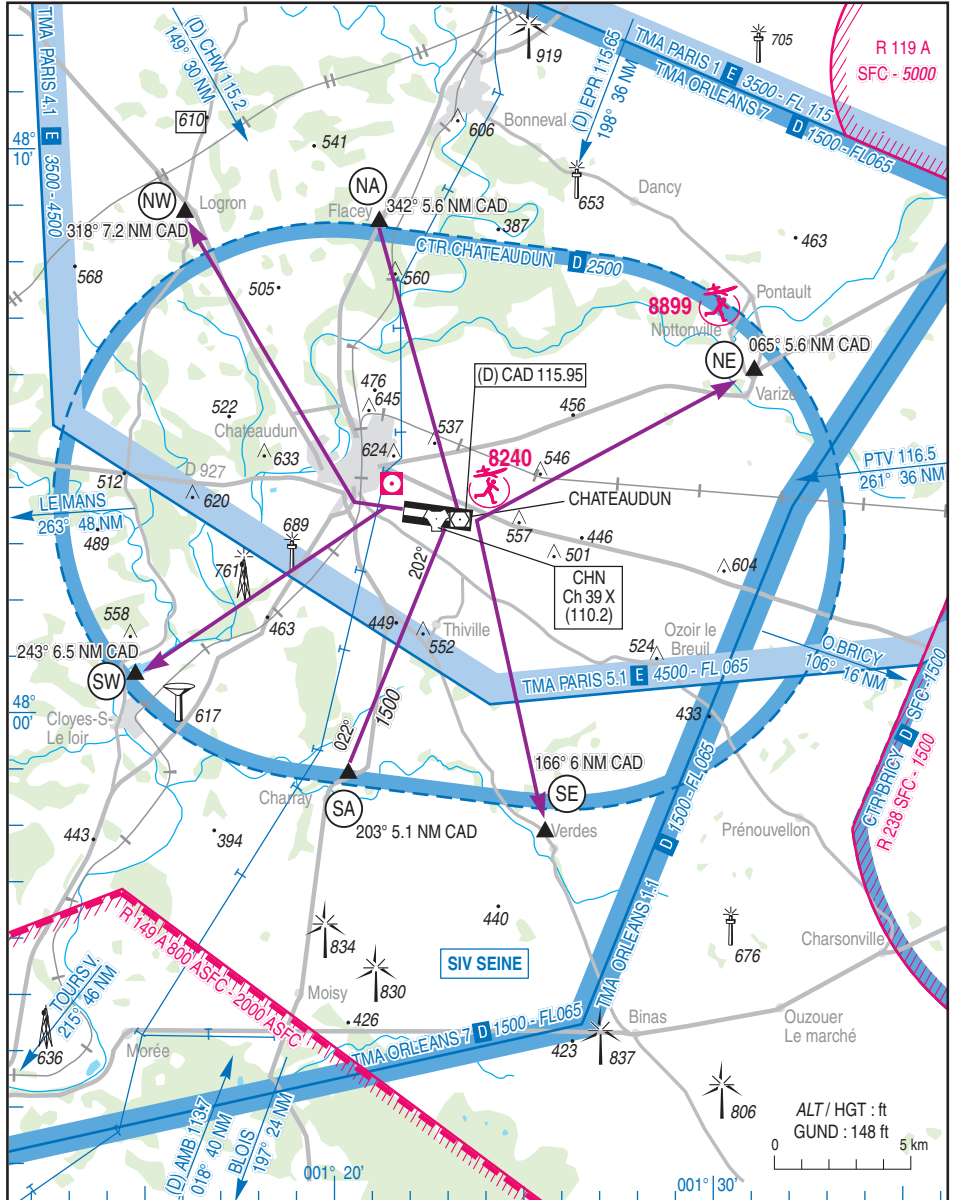 TMA PARIS 4.1 E 3500 - 4500
(D) CHW 115.2
149° 30 NM
919
(D) EPR 115.65
198° 36 NM
TMA PARIS 1 E 3500 - FL 115
TMA ORLEANS 7 D 1500 - FL065
705
R 119 A
SFC - 5000
48°
10'
610
541
606
Bonneval
653
Dancy
NW
Logron
318° 7.2 NM CAD
NA
Flacey
342° 5.6 NM CAD
387
463
CTR CHATEAUDUN D 2500
568
505
560
8899
Nottonville
Pontault
065° 5.6 NM CAD
NE
Varize
(D) CAD 115.95
476
645
522
Chateaudun
633
624
537
456
8240
546
D 927
512
620
CHATEAUDUN
PTV 116.5
261° 36 NM
LE MANS
263° 48 NM
489
689
761
202°
557
446
501
604
CHN
Ch 39 X
(110.2)
558
463
449
552
Thiville
524
Ozoir le
Breuil
O.BRICY
106° 16 NM
243° 6.5 NM CAD
SW
617
TMA PARIS 5.1 E 4500 - FL 065
48°
00'
Cloyes-S-
Le loir
022°
1500
433
CTR BRICY D SFC - 1500
R 238 SFC - 1500
166° 6 NM CAD
SE
Charray
SA
203° 5.1 NM CAD
Verdes
Prénouvellon
443
394
TMA ORLEANS 1.1 D 1500 - FL065
440
834
830
SIV SEINE
676
Charsonville
R 149 A 800 ASFC - 2000 ASFC
TOURS V.
215° 46 NM
636
Moisy
426
Morée
TMA ORLEANS 7 D 1500 - FL065
423
837
Binas
Ouzouer
Le marché
806
(D) AMB 113.7
018° 40 NM
BLOIS
197° 24 NM
ALT / HGT : ft
GUND : 148 ft
0 5 km
001° 20'
001° 30'